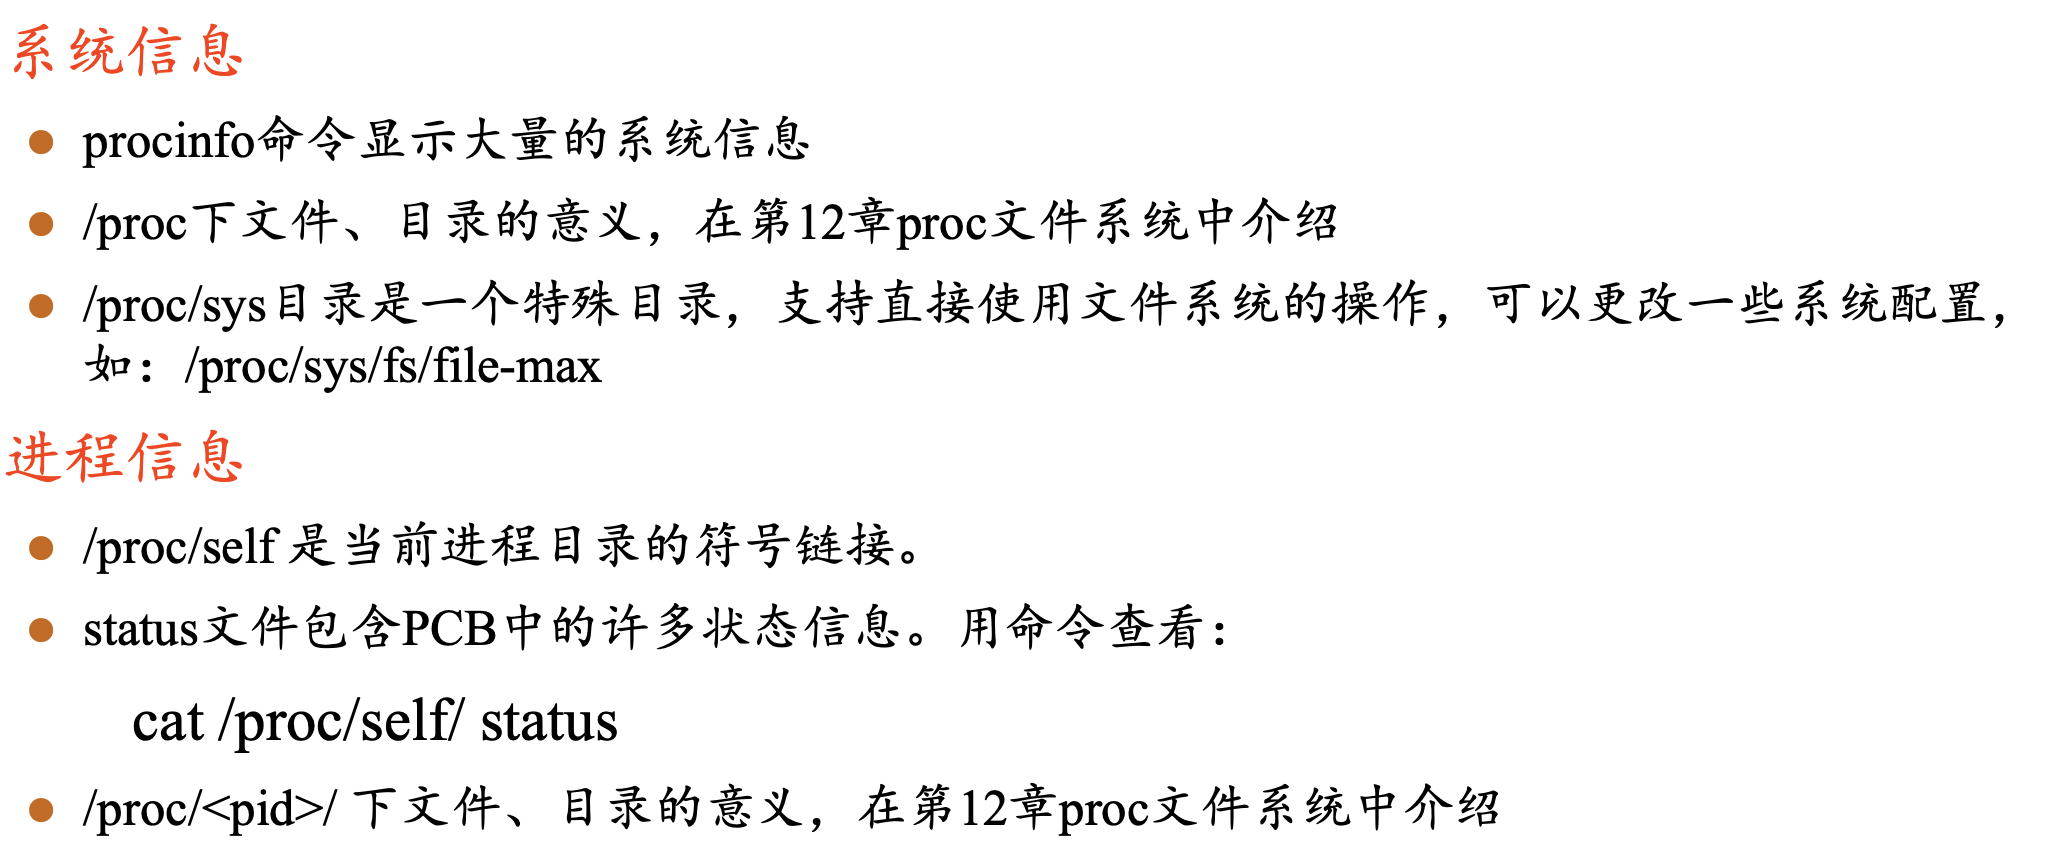 系统信息
procinfo命令显示大量的系统信息
/proc下文件、目录的意义，在第12章proc文件系统中介绍
/proc/sys目录是一个特殊目录，支持直接使用文件系统的操作，可以更改一些系统配置，
如：/proc/sys/fs/file-max
进程信息
/proc/self 是当前进程目录的符号链接。
status文件包含PCB中的许多状态信息。用命令查看：
cat /proc/self/ status
/proc/<pid>/ 下文件、目录的意义，在第12章proc文件系统中介绍